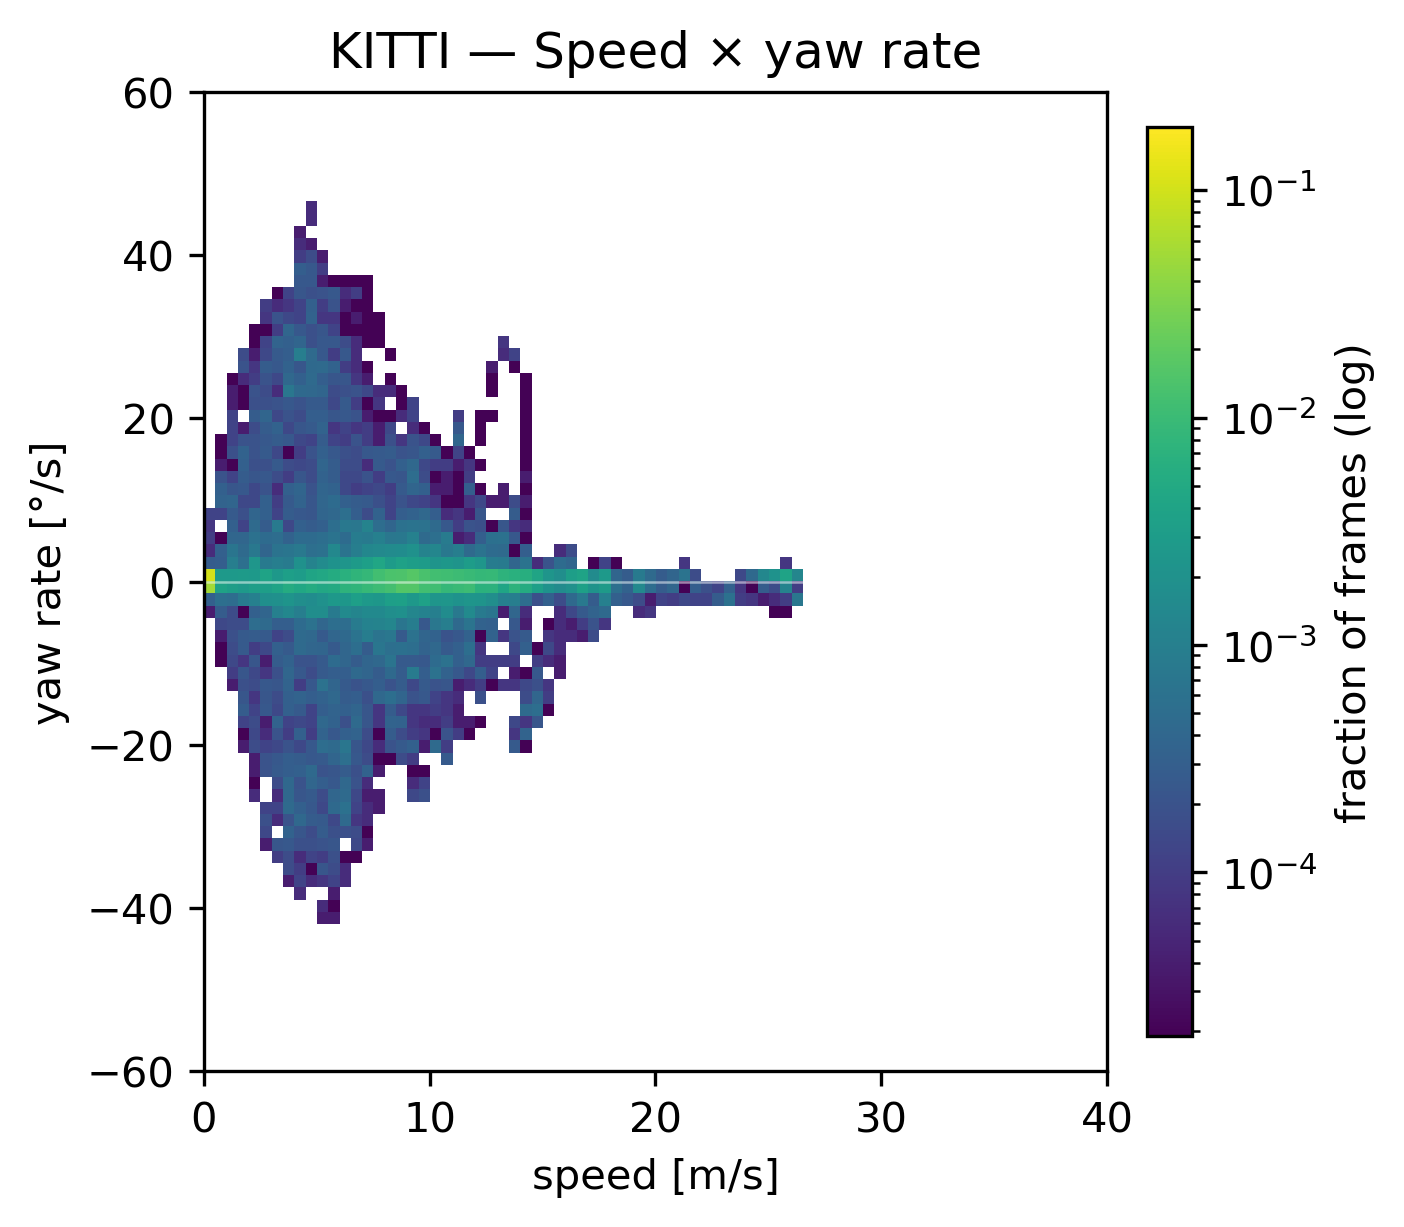 KITTI — Speed × yaw rate
60
40
20
0
−20
−40
−60
yaw rate [°/s]
0 10 20 30 40
speed [m/s]
10⁻¹
10⁻²
10⁻³
10⁻⁴
fraction of frames (log)